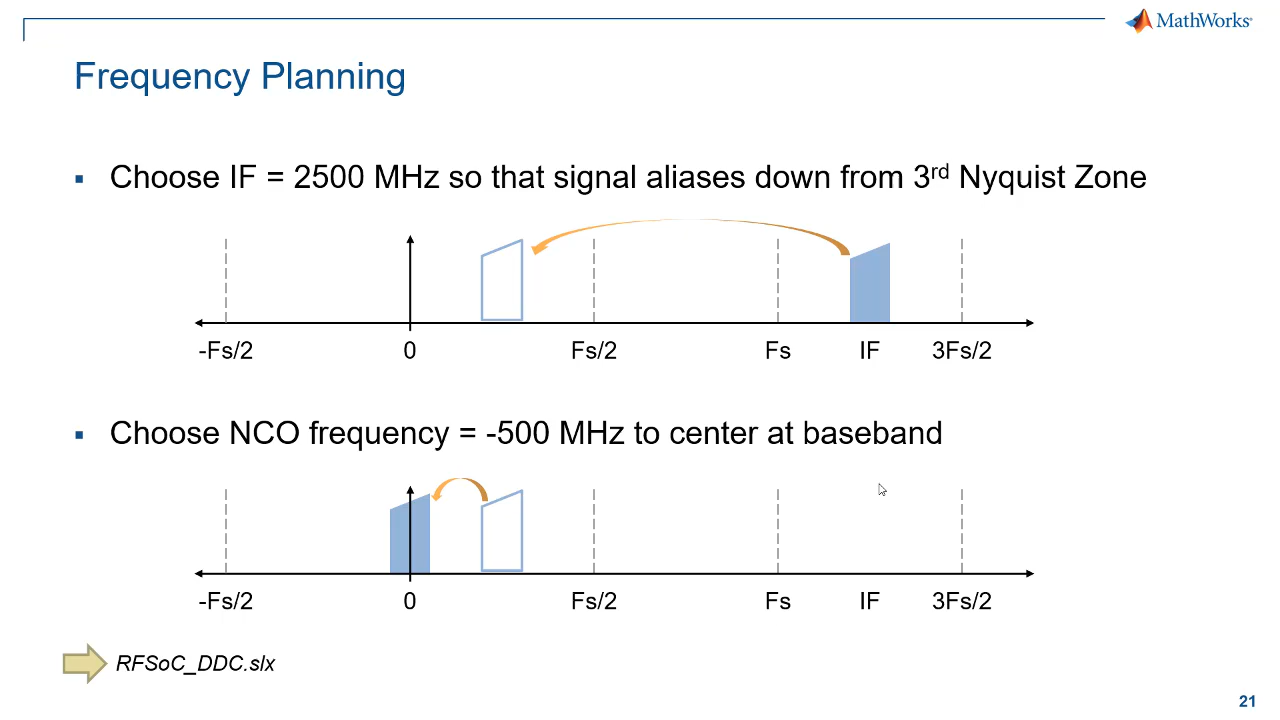 MathWorks®
Frequency Planning
▪ Choose IF = 2500 MHz so that signal aliases down from 3rd Nyquist Zone
-Fs/2 0 Fs/2 Fs IF 3Fs/2
▪ Choose NCO frequency = -500 MHz to center at baseband
-Fs/2 0 Fs/2 Fs IF 3Fs/2
RFSoC_DDC.slx
21